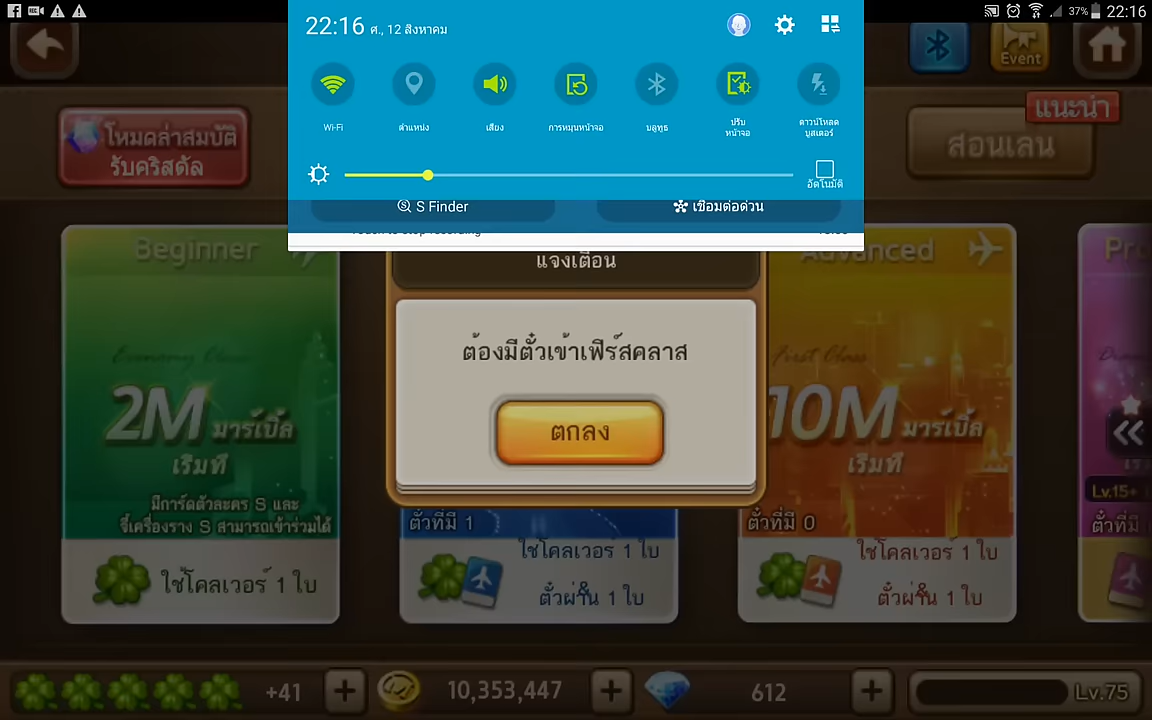 37% 22:16
22:16 ศ., 12 สิงหาคม
Event
Wi-Fi
ตำแหน่ง
เสียง
การหมุนหน้าจอ
บลูทูธ
ปรับ
หน้าจอ
ดาวน์โหลด
บูสเตอร์
อัตโนมัติ
S Finder
เชื่อมต่อด่วน
โหมดล่าสมบัติ
รับคริสตัล
แนะนำ
สอนเลน
แจ้งเตือน
ต้องมีตั๋วเข้าเฟิร์สคลาส
ตกลง
Beginner
Economy Class
2M มาร์เบิ้ล
เริ่มที่
มีการ์ดตัวละคร S และ
จี้เครื่องราง S สามารถเข้าร่วมได้
ใช้โคลเวอร์ 1 ใบ
ตั๋วที่มี 1
ใช้โคลเวอร์ 1 ใบ
ตั๋วผ่าน 1 ใบ
Advanced
First Class
10M มาร์เบิ้ล
เริ่มที่
ตั๋วที่มี 0
ใช้โคลเวอร์ 1 ใบ
ตั๋วผ่าน 1 ใบ
Lv.15+
ตั๋วที่มี
+41
10,353,447
612
Lv.75